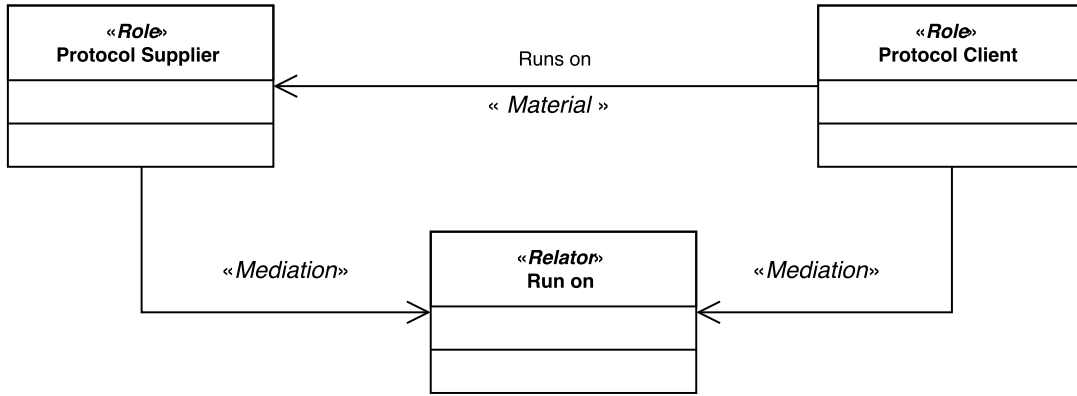 «Role»
Protocol Supplier
Runs on
« Material »
«Role»
Protocol Client
«Mediation»
«Relator»
Run on
«Mediation»